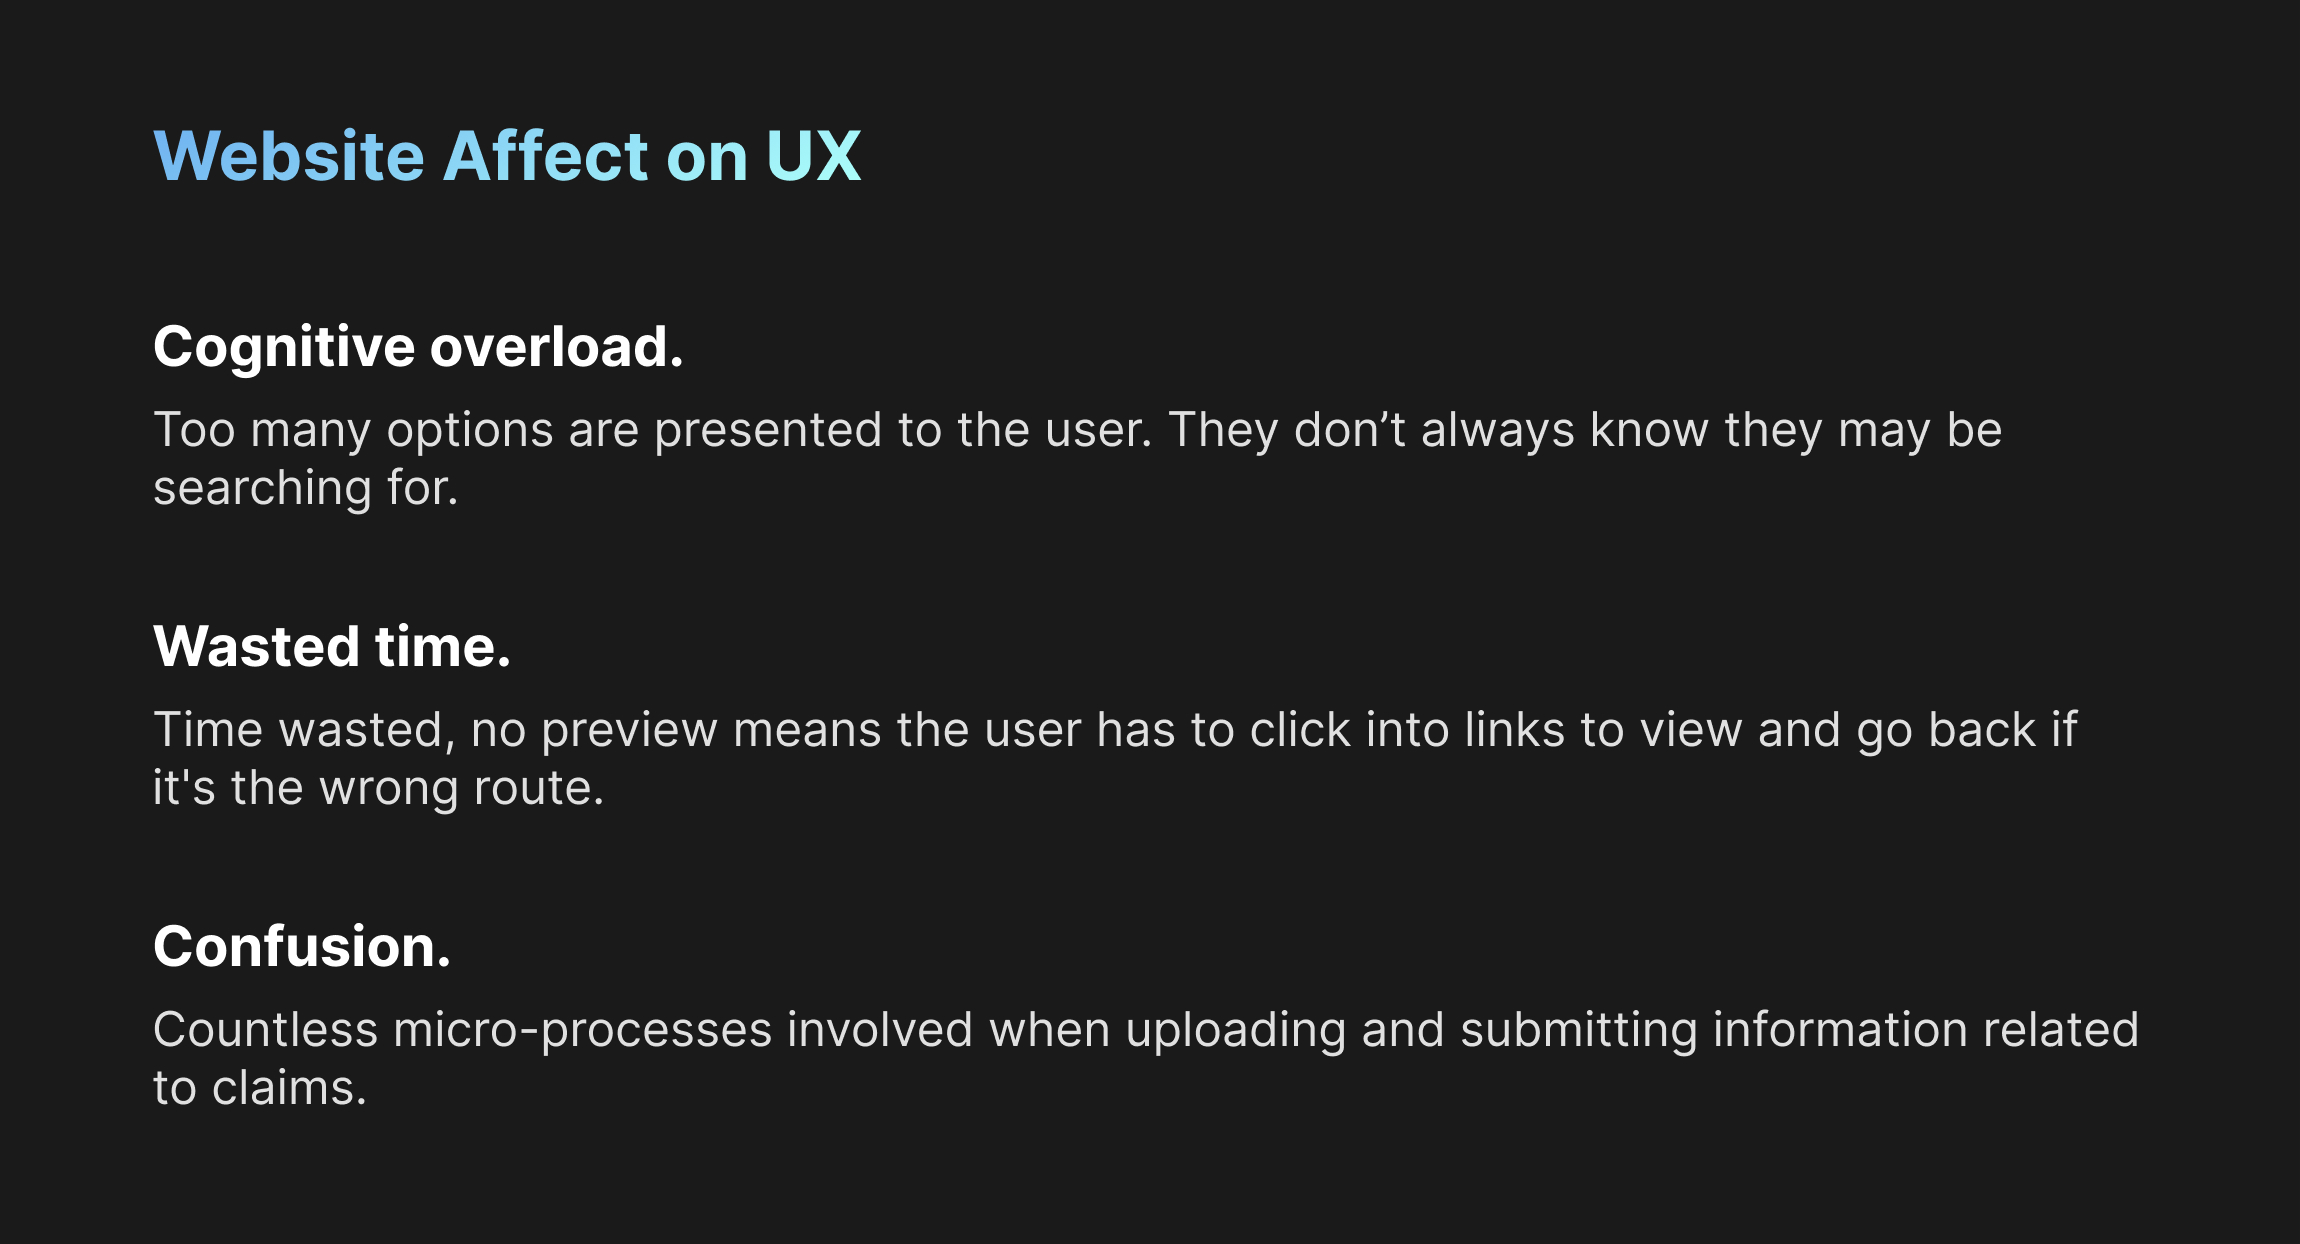 Website Affect on UX
Cognitive overload.
Too many options are presented to the user. They don’t always know they may be
searching for.
Wasted time.
Time wasted, no preview means the user has to click into links to view and go back if
it's the wrong route.
Confusion.
Countless micro-processes involved when uploading and submitting information related
to claims.